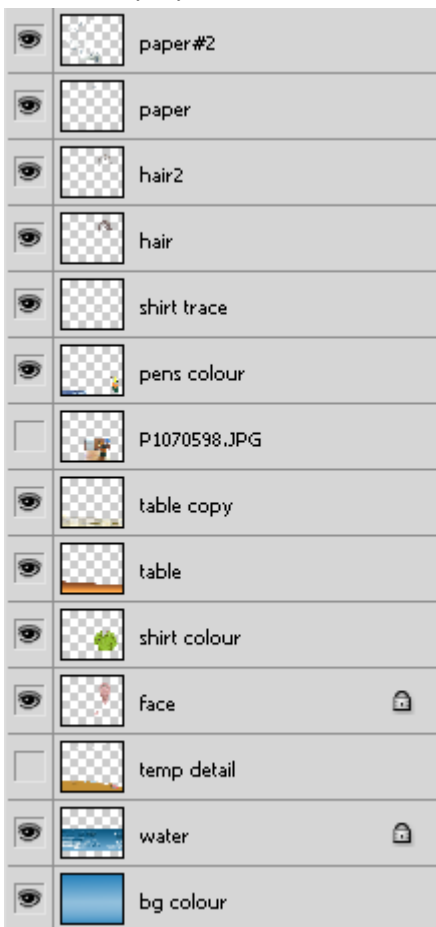 paper#2
paper
hair2
hair
shirt trace
pens colour
P1070598.JPG
table copy
table
shirt colour
face
temp detail
water
bg colour